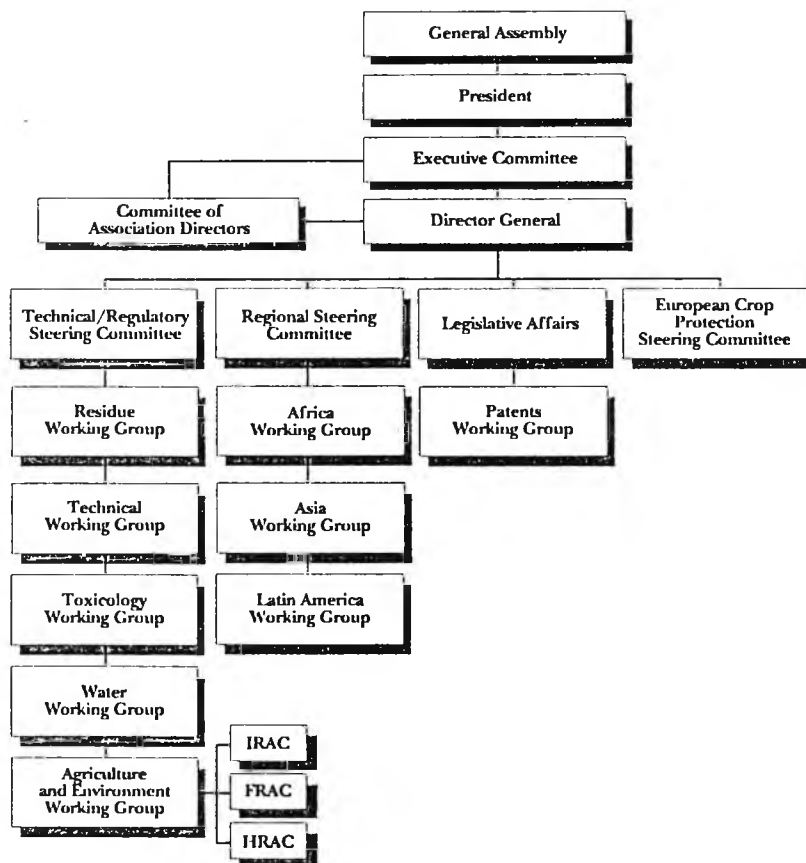 General Assembly
President
Executive Committee
Committee of
Association Directors
Director General
Technical/Regulatory
Steering Committee
Regional Steering
Committee
Legislative Affairs
European Crop
Protection
Steering Committee
Residue
Working Group
Africa
Working Group
Patents
Working Group
Technical
Working Group
Asia
Working Group
Toxicology
Working Group
Latin America
Working Group
Water
Working Group
Agriculture
and Environment
Working Group
IRAC
FRAC
HRAC